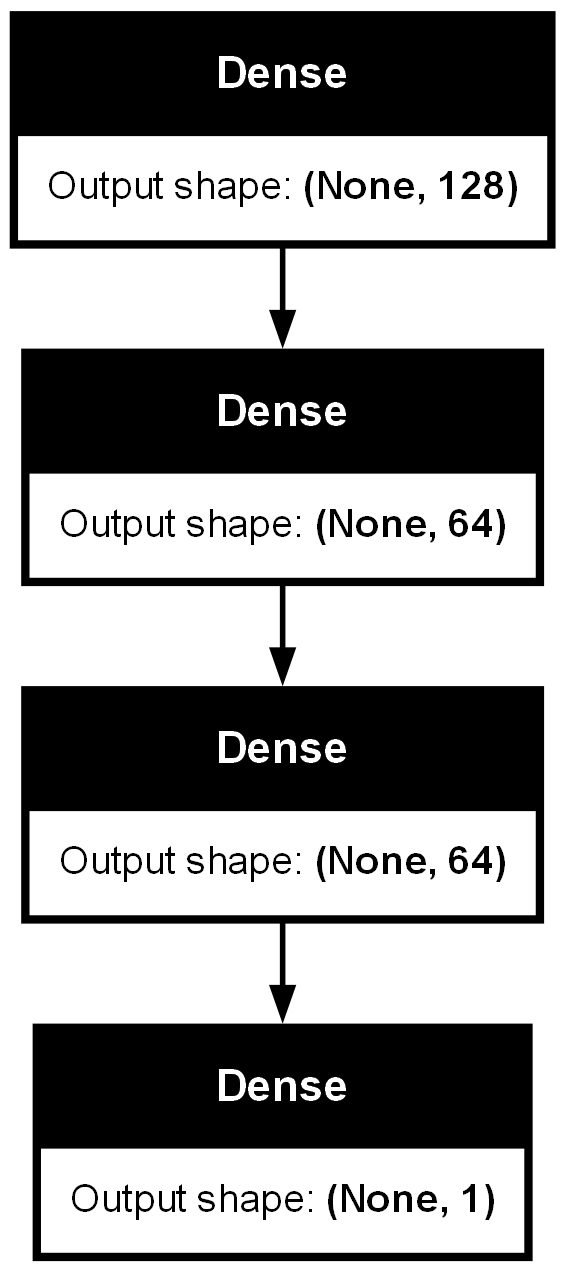 Dense
Output shape: (None, 128)
Dense
Output shape: (None, 64)
Dense
Output shape: (None, 64)
Dense
Output shape: (None, 1)